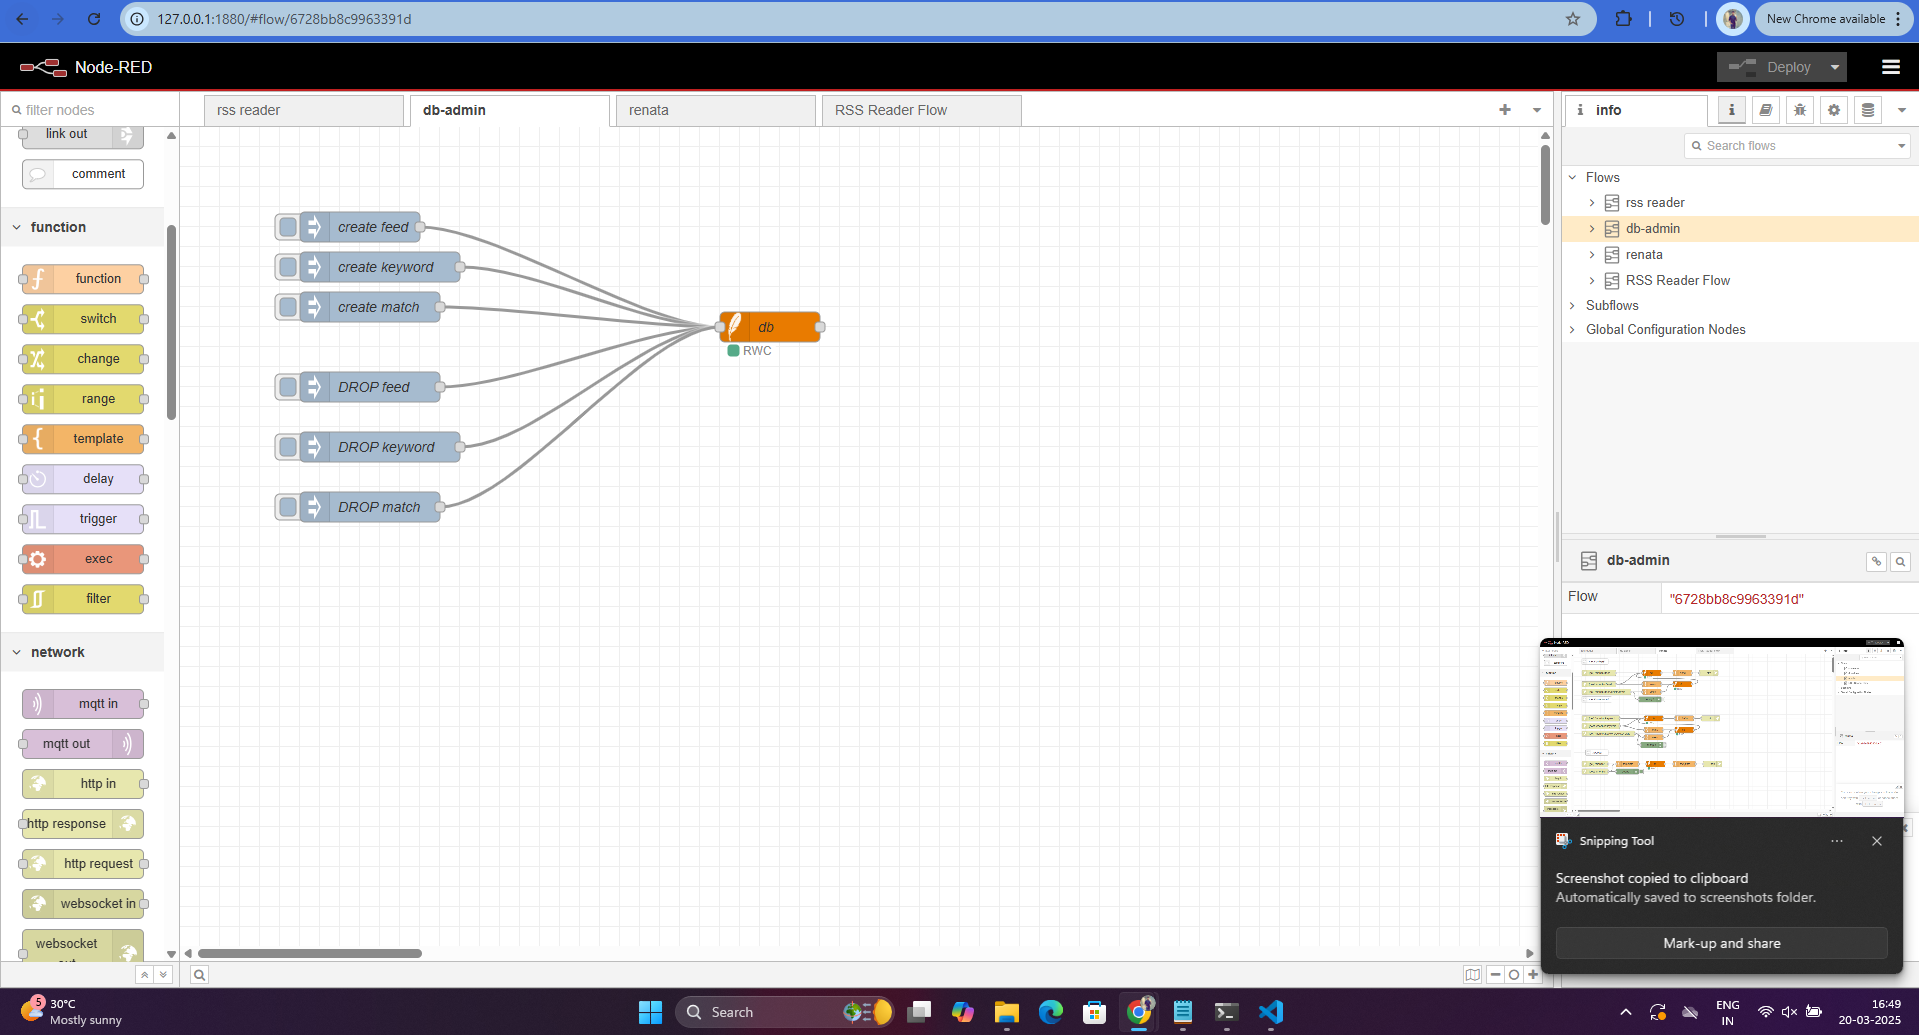 127.0.0.1:1880/#flow/6728bb8c9963391d
New Chrome available
Node-RED
Deploy
filter nodes
rss reader
db-admin
renata
RSS Reader Flow
info
link out
comment
function
function
switch
change
range
template
delay
trigger
exec
filter
network
mqtt in
mqtt out
http in
http response
http request
websocket in
websocket
create feed
create keyword
create match
DROP feed
DROP keyword
DROP match
db
RWC
Search flows
Flows
rss reader
db-admin
renata
RSS Reader Flow
Subflows
Global Configuration Nodes
db-admin
Flow
"6728bb8c9963391d"
Snipping Tool
Screenshot copied to clipboard
Automatically saved to screenshots folder.
Mark-up and share
5
30°C
Mostly sunny
Search
ENG
IN
16:49
20-03-2025